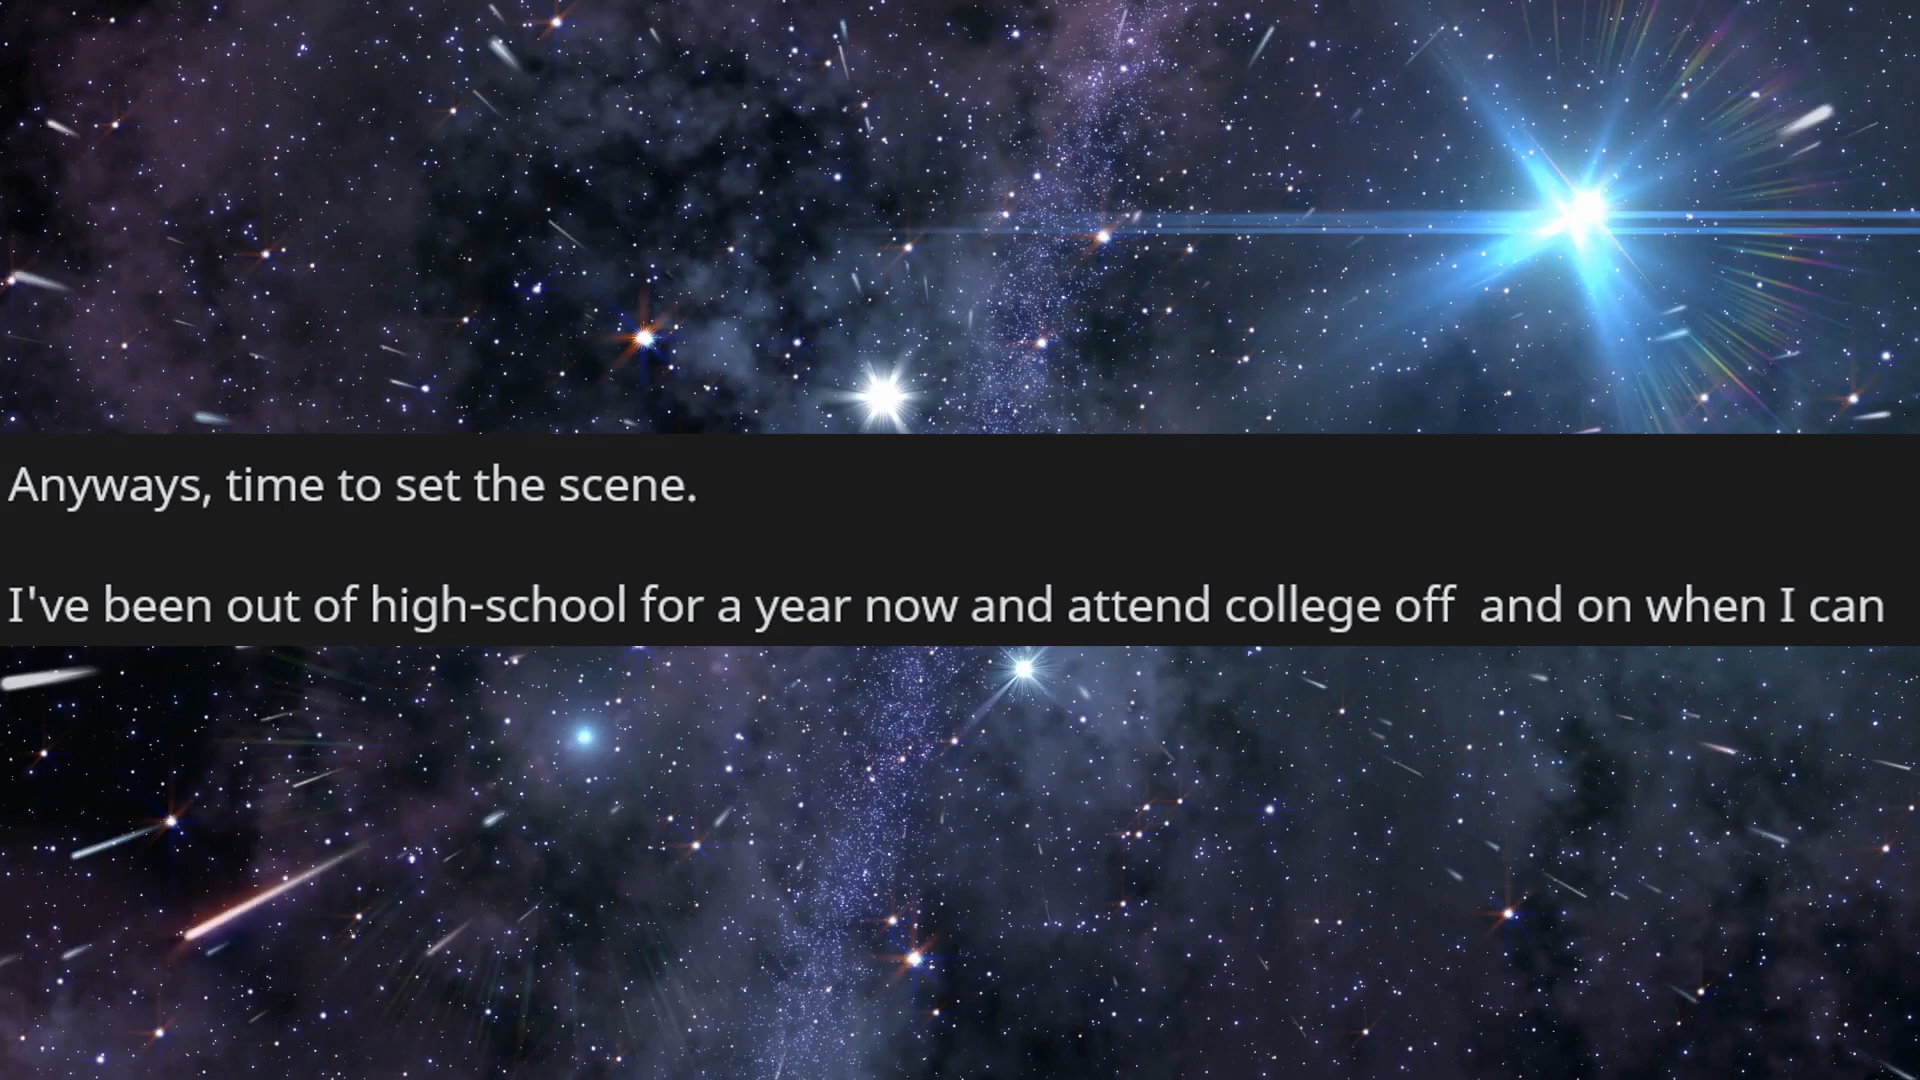 Anyways, time to set the scene.
I've been out of high-school for a year now and attend college off  and on when I can